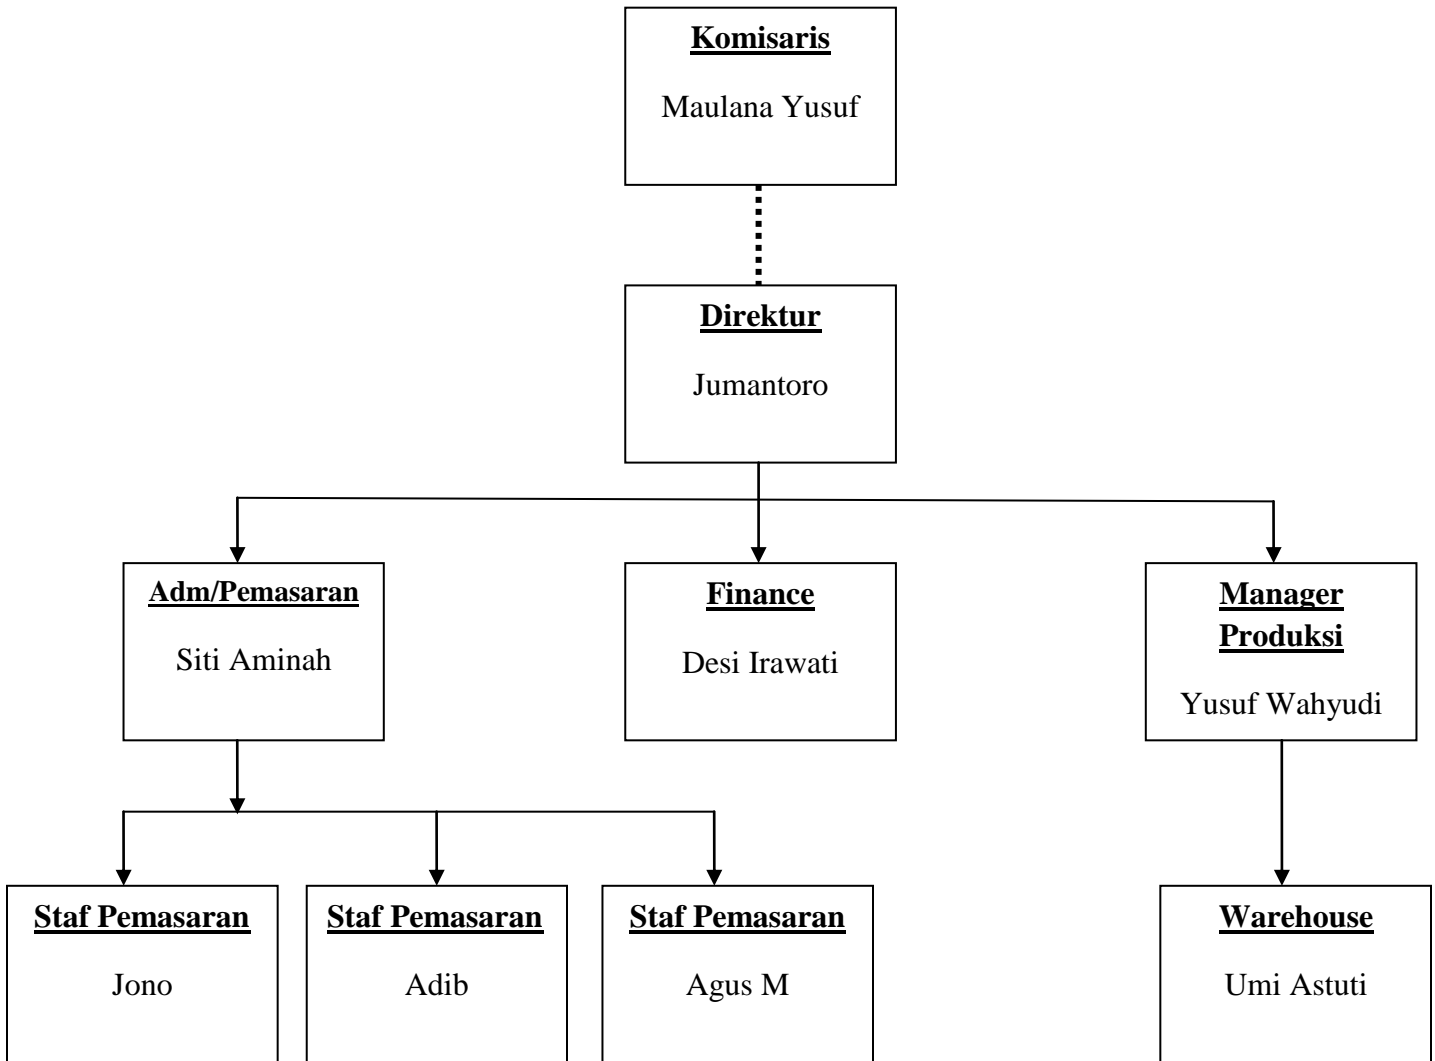 Komisaris
Maulana Yusuf
Direktur
Jumantoro
Adm/Pemasaran
Siti Aminah
Finance
Desi Irawati
Manager
Produksi
Yusuf Wahyudi
Staf Pemasaran
Jono
Staf Pemasaran
Adib
Staf Pemasaran
Agus M
Warehouse
Umi Astuti